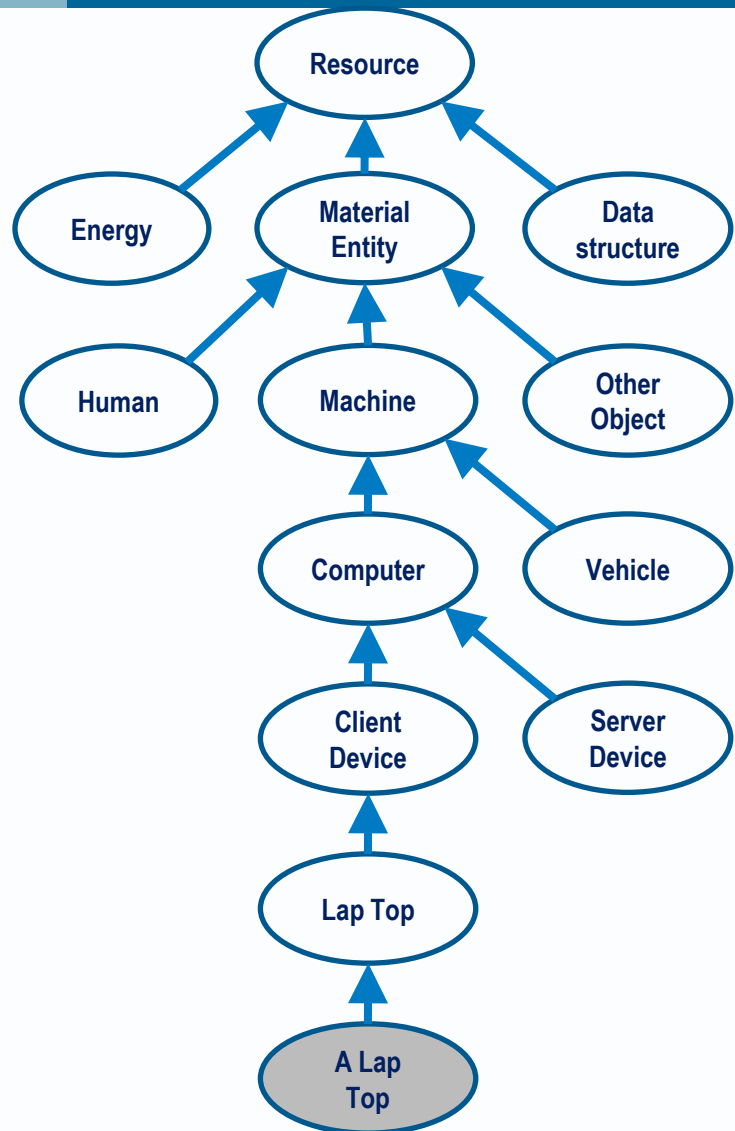 Resource
Energy
Material
Entity
Data
structure
Human
Machine
Other
Object
Computer
Vehicle
Client
Device
Server
Device
Lap Top
A Lap
Top